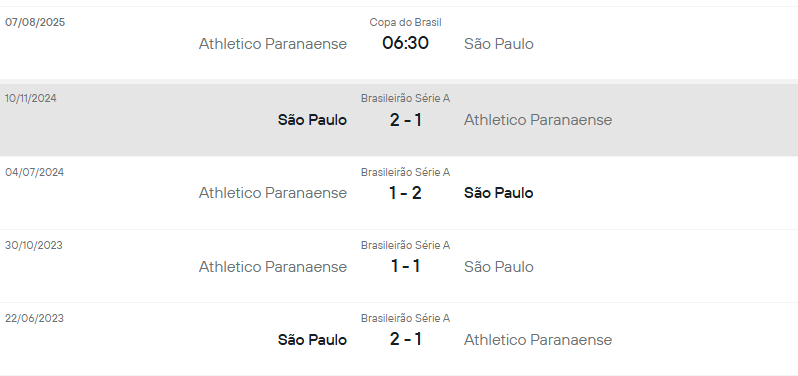 07/08/2025 Copa do Brasil
Athletico Paranaense 06:30 São Paulo
10/11/2024 Brasileirão Série A
São Paulo 2 - 1 Athletico Paranaense
04/07/2024 Brasileirão Série A
Athletico Paranaense 1 - 2 São Paulo
30/10/2023 Brasileirão Série A
Athletico Paranaense 1 - 1 São Paulo
22/06/2023 Brasileirão Série A
São Paulo 2 - 1 Athletico Paranaense